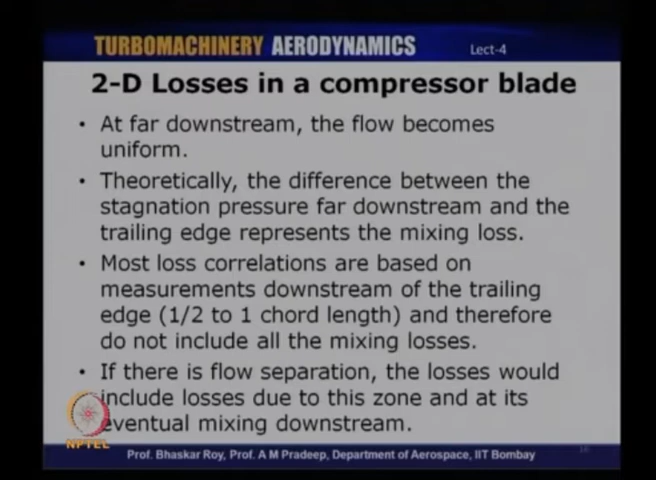 TURBOMACHINERY AERODYNAMICS Lect-4
2-D Losses in a compressor blade
• At far downstream, the flow becomes
uniform.
• Theoretically, the difference between the
stagnation pressure far downstream and the
trailing edge represents the mixing loss.
• Most loss correlations are based on
measurements downstream of the trailing
edge (1/2 to 1 chord length) and therefore
do not include all the mixing losses.
• If there is flow separation, the losses would
include losses due to this zone and at its
eventual mixing downstream.
NPTEL
Prof. Bhaskar Roy, Prof. A M Pradeep, Department of Aerospace, IIT Bombay